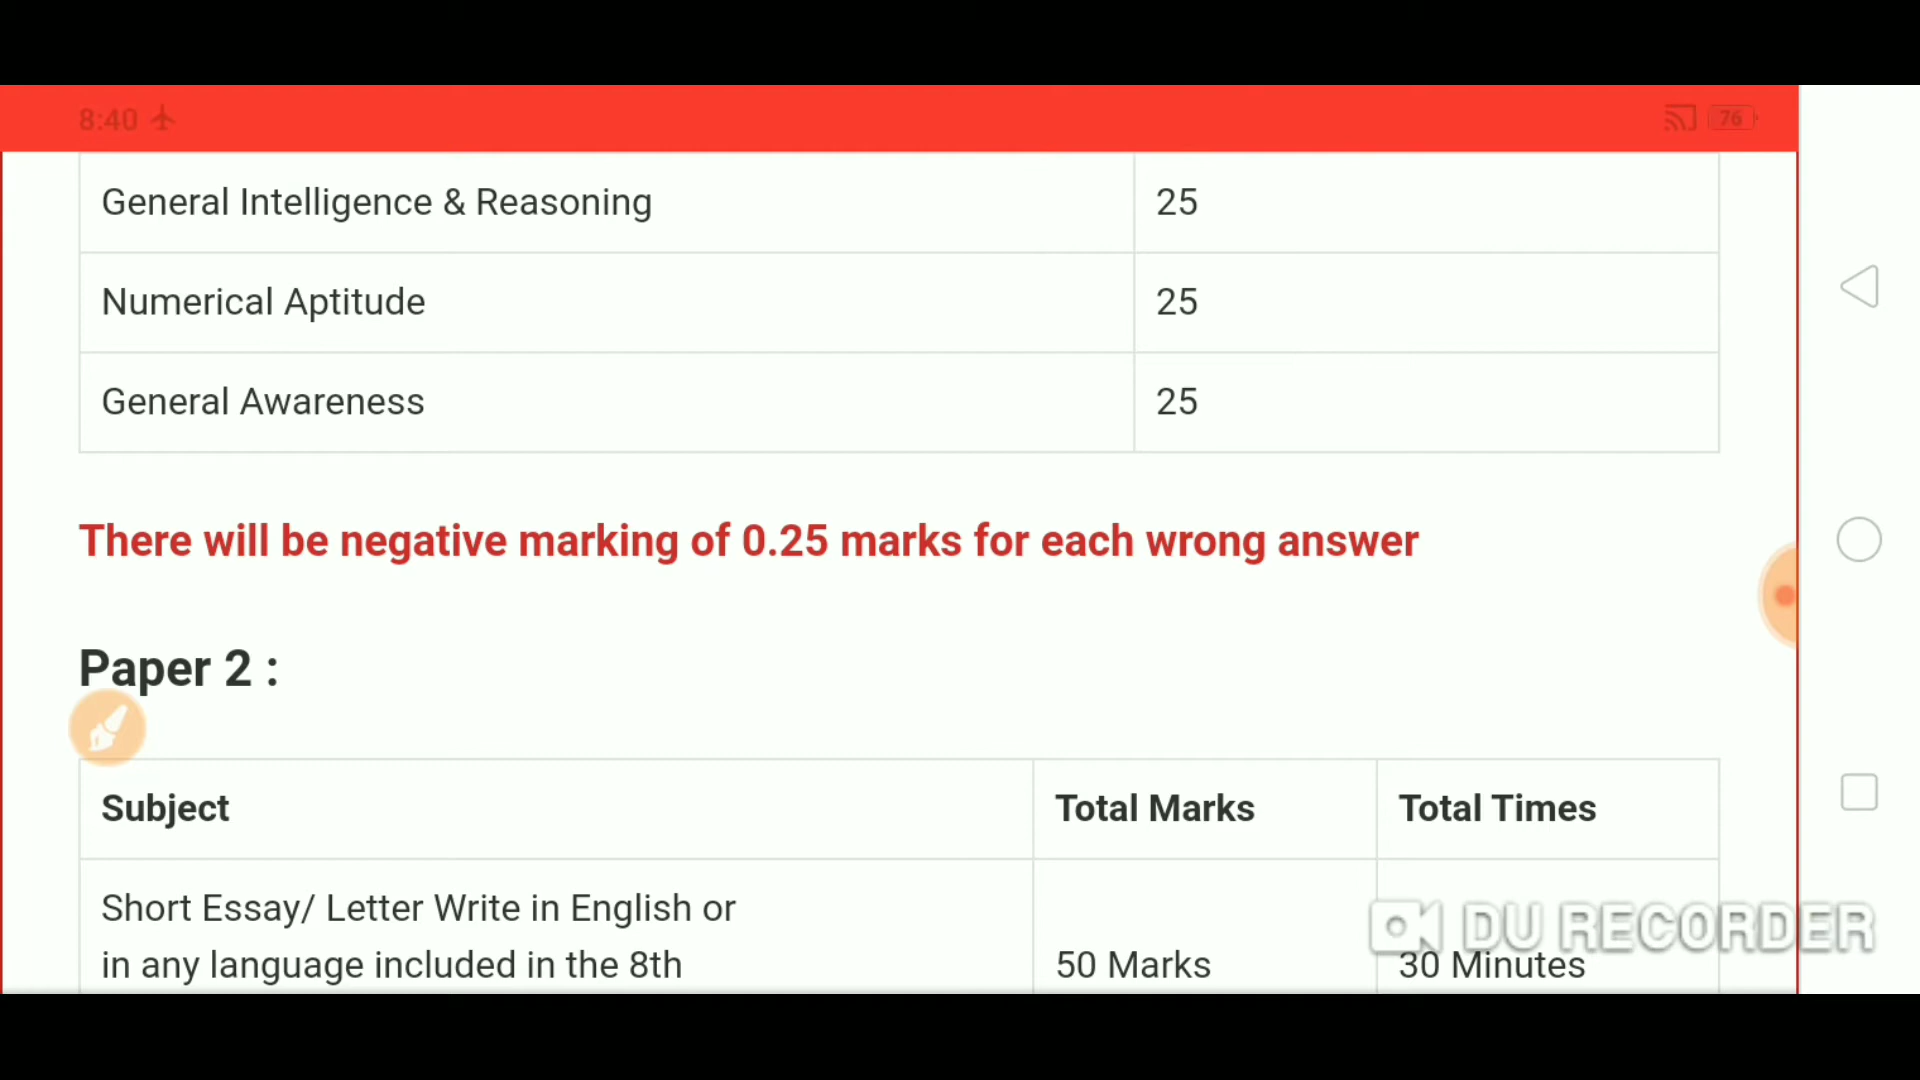 8:40
76
General Intelligence & Reasoning 25
Numerical Aptitude 25
General Awareness 25
There will be negative marking of 0.25 marks for each wrong answer
Paper 2 :
Subject Total Marks Total Times
Short Essay/ Letter Write in English or
in any language included in the 8th 50 Marks 30 Minutes
DU RECORDER